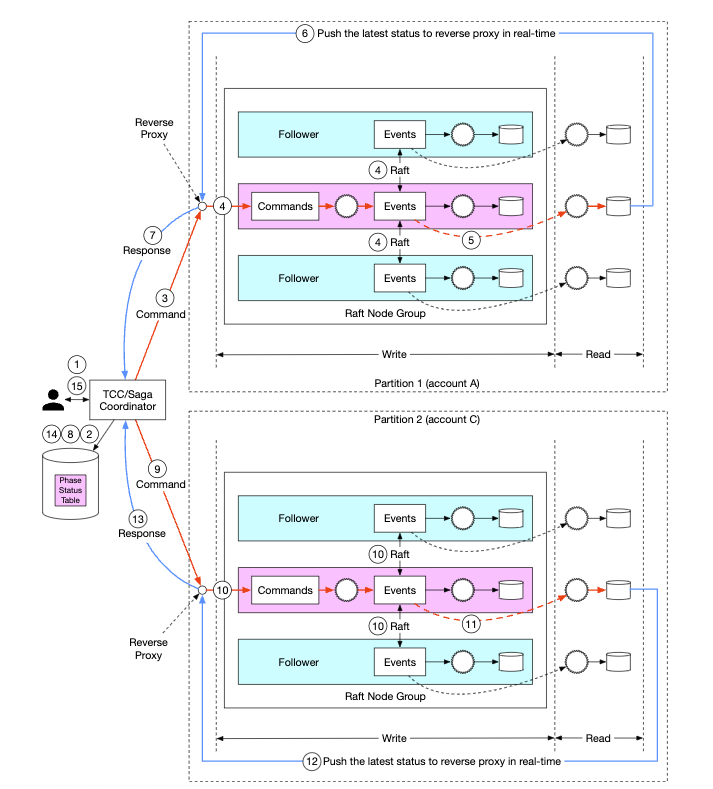 6 Push the latest status to reverse proxy in real-time
Reverse
Proxy
Follower
Events
4 Raft
4
Commands
Events
5
7
Response
4 Raft
3
Command
Follower
Events
Raft Node Group
Write
Read
Partition 1 (account A)
1
15
TCC/Saga
Coordinator
14 8 2
Phase
Status
Table
Partition 2 (account C)
9
Command
13
Response
Follower
Events
10 Raft
10
Commands
Events
11
10 Raft
Reverse
Proxy
Follower
Events
Raft Node Group
Write
Read
12 Push the latest status to reverse proxy in real-time